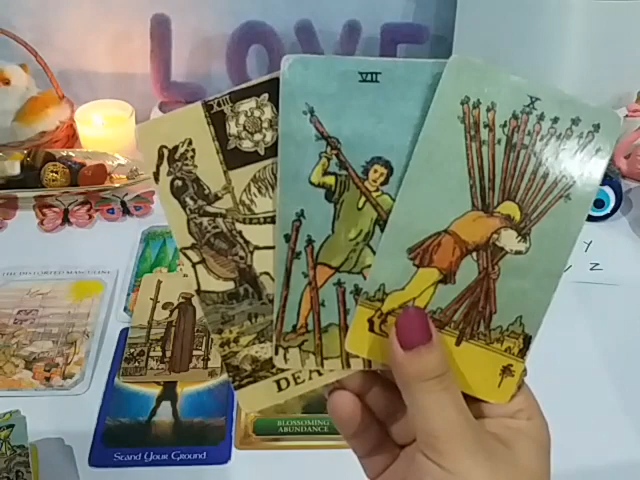 LOVE
XIII
VII
X
THE DISTORTED MASCULINE
Y
V Z
DEA
BLOSSOMING
ABUNDANCE
Stand Your Ground